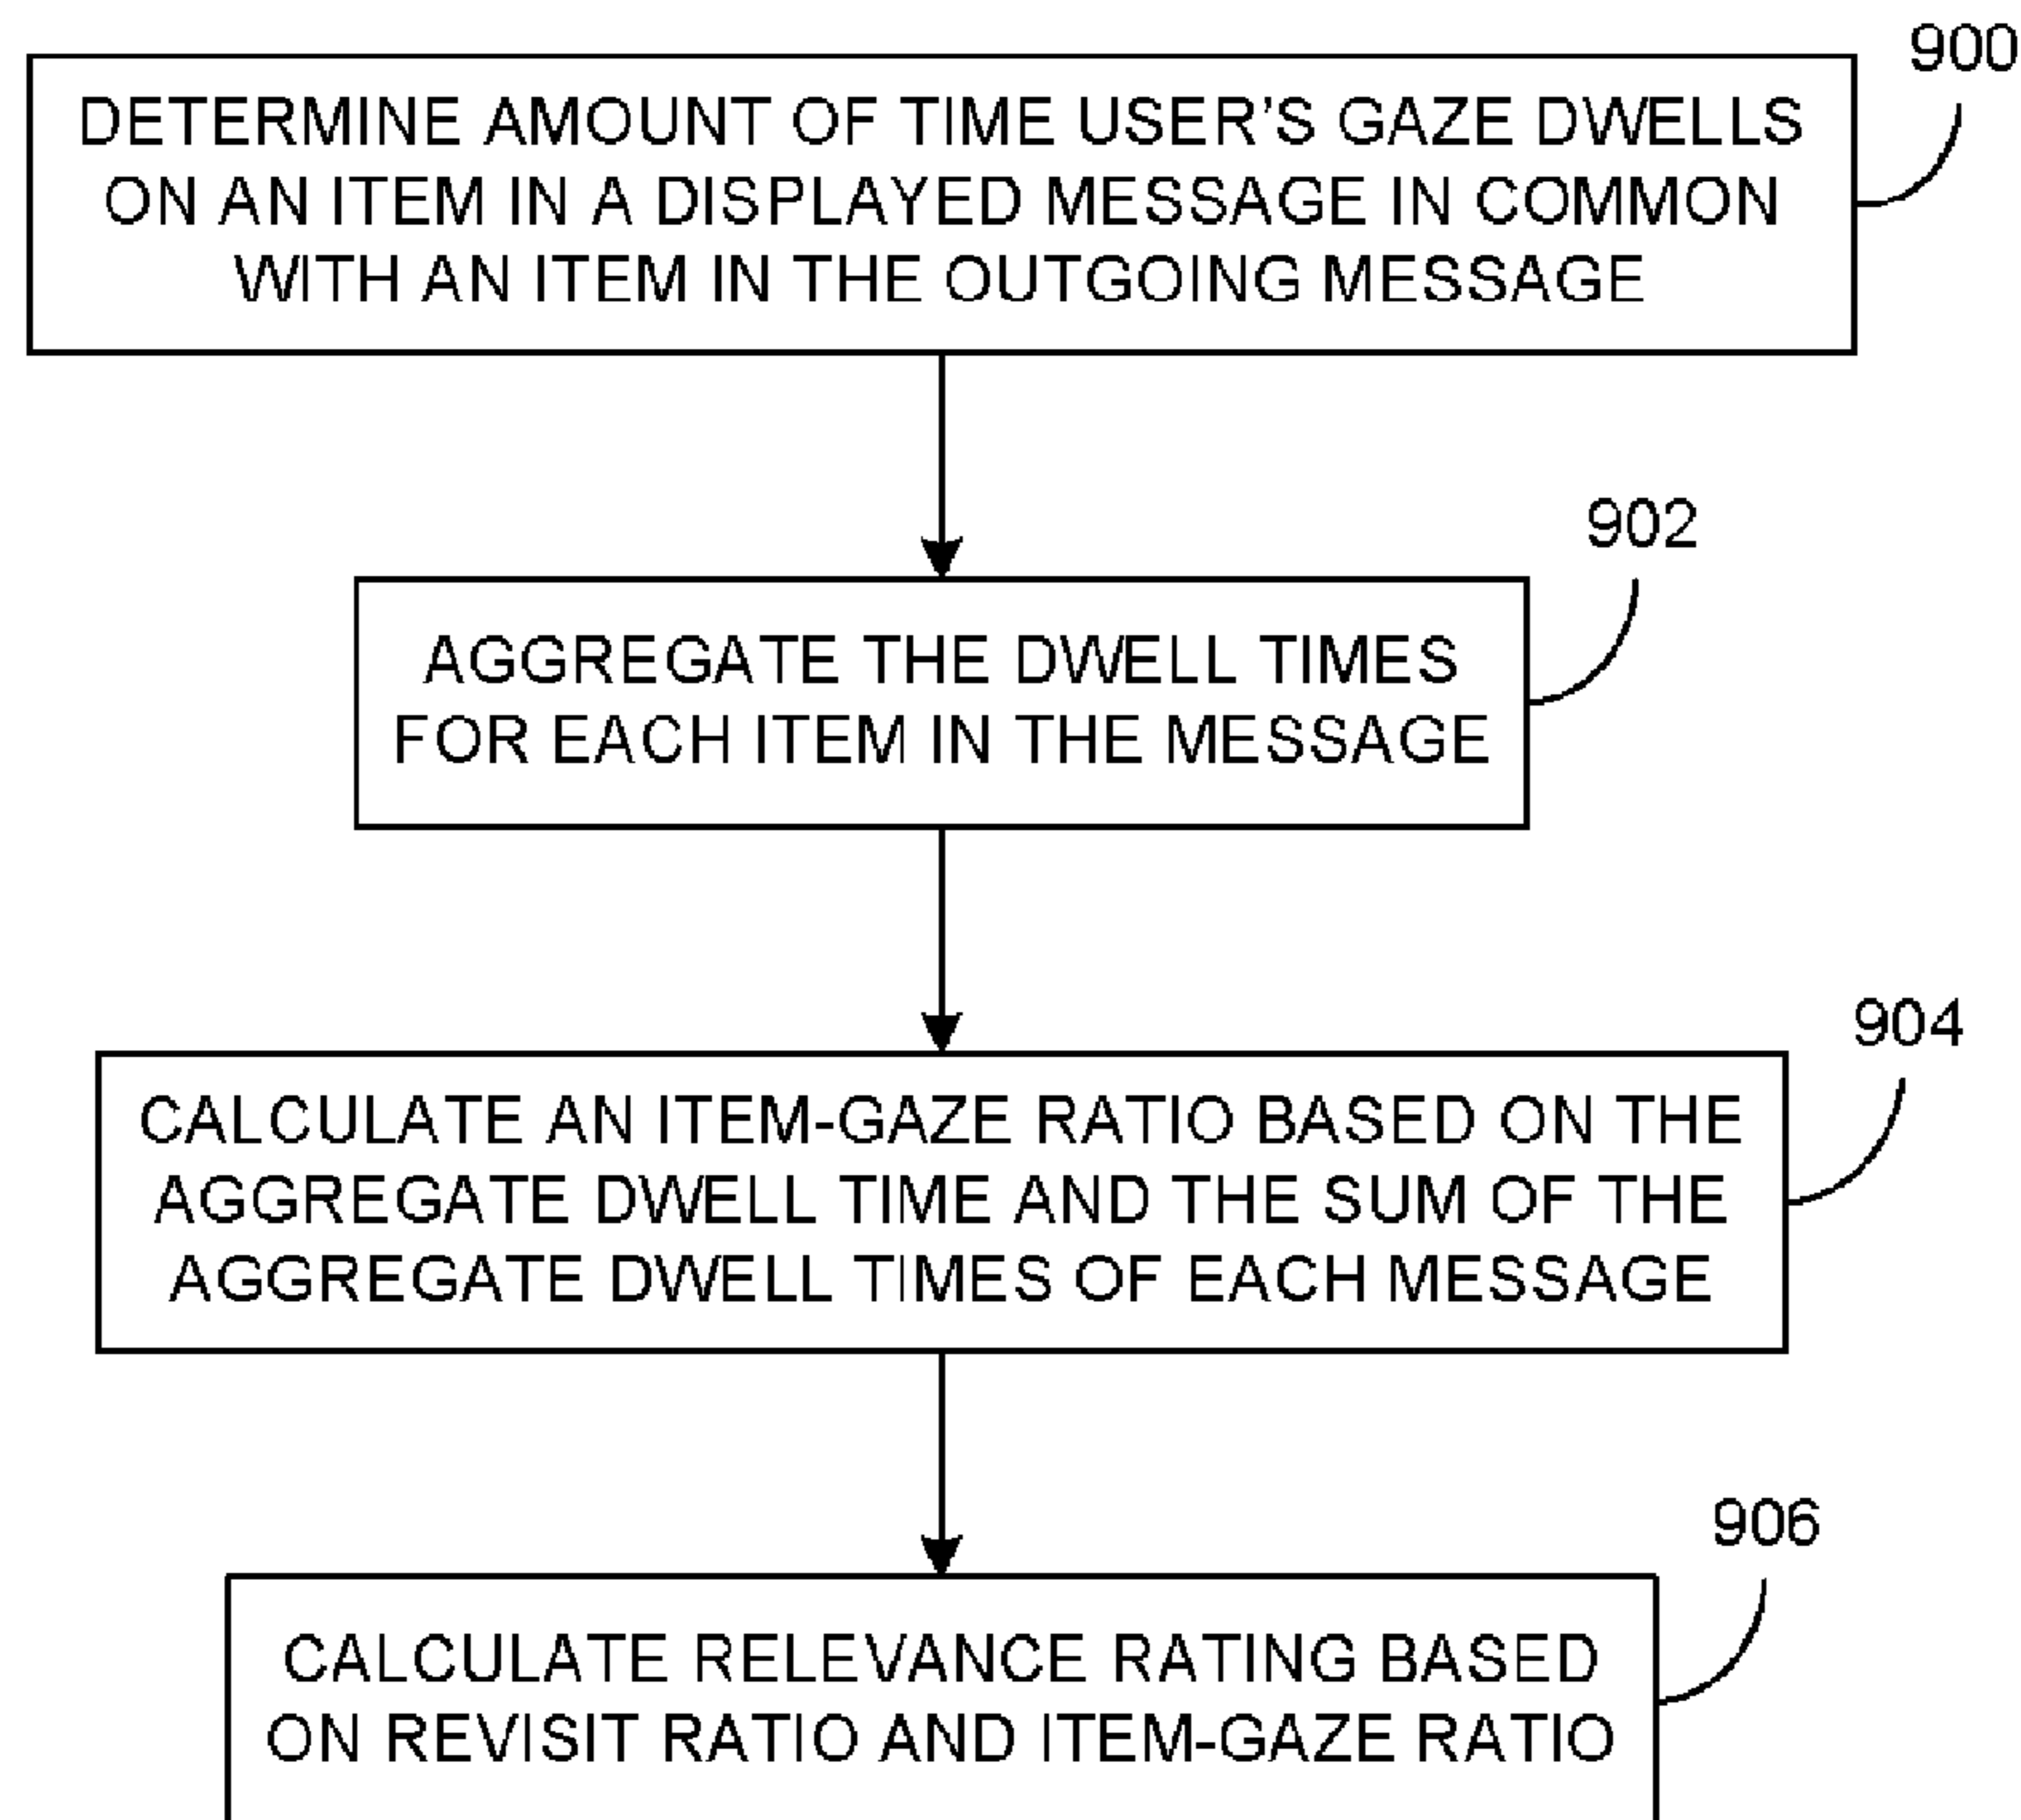 900
DETERMINE AMOUNT OF TIME USER'S GAZE DWELLS
ON AN ITEM IN A DISPLAYED MESSAGE IN COMMON
WITH AN ITEM IN THE OUTGOING MESSAGE
902
AGGREGATE THE DWELL TIMES
FOR EACH ITEM IN THE MESSAGE
904
CALCULATE AN ITEM-GAZE RATIO BASED ON THE
AGGREGATE DWELL TIME AND THE SUM OF THE
AGGREGATE DWELL TIMES OF EACH MESSAGE
906
CALCULATE RELEVANCE RATING BASED
ON REVISIT RATIO AND ITEM-GAZE RATIO